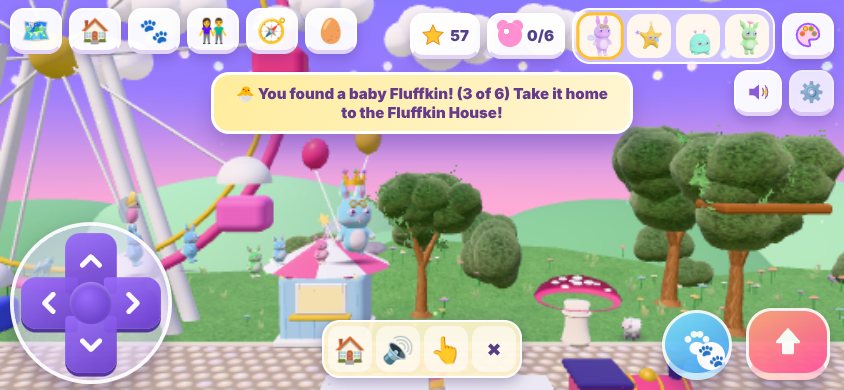 57
0/6
🐣 You found a baby Fluffkin! (3 of 6) Take it home
to the Fluffkin House!